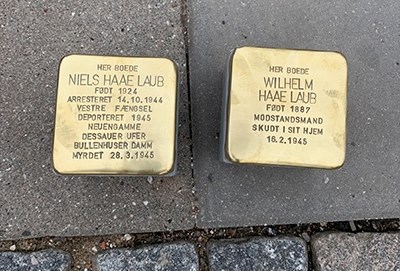 HER BOEDE
NIELS HAAE LAUB
FØDT 1924
ARRESTERET 14.10.1944
VESTRE FÆNGSEL
DEPORTERET 1945
NEUENGAMME
DESSAUER UFER
BULLENHUSER DAMM
MYRDET 28.3.1945
HER BOEDE
WILHELM
HAAE LAUB
FØDT 1887
MODSTANDSMAND
SKUDT I SIT HJEM
16.2.1945